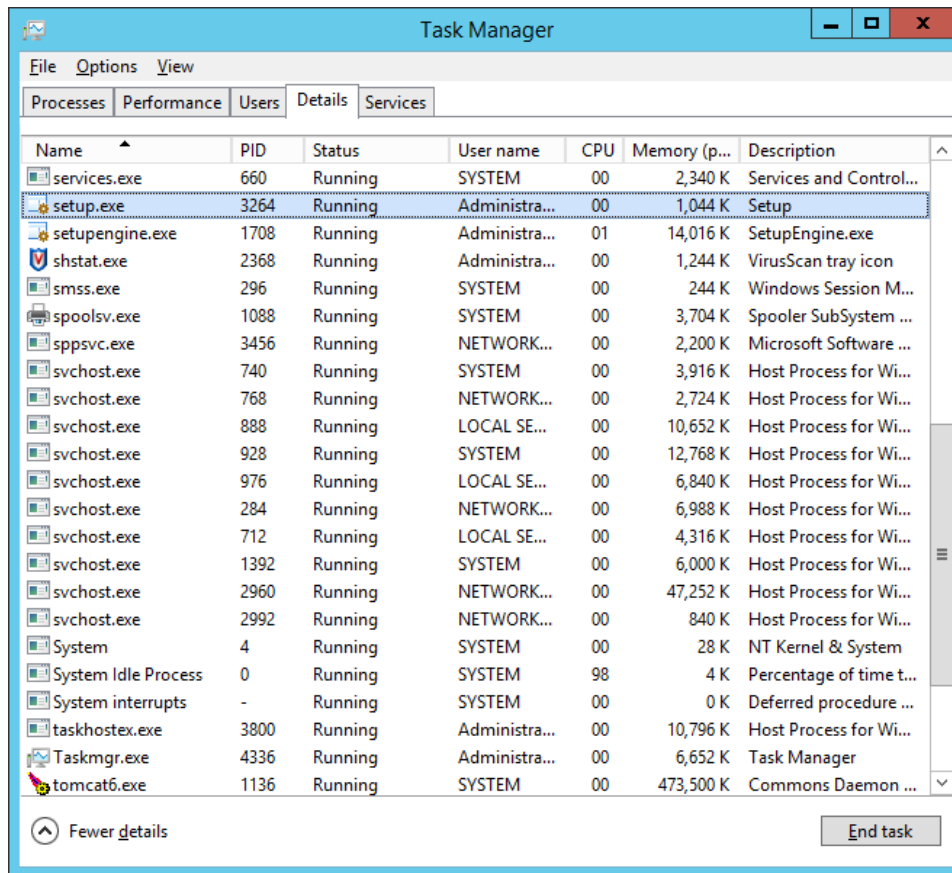 Task Manager
File Options View
Processes Performance Users Details Services
Name PID Status User name CPU Memory (p... Description
services.exe 660 Running SYSTEM 00 2,340 K Services and Control...
setup.exe 3264 Running Administra... 00 1,044 K Setup
setupengine.exe 1708 Running Administra... 01 14,016 K SetupEngine.exe
shstat.exe 2368 Running Administra... 00 1,244 K VirusScan tray icon
smss.exe 296 Running SYSTEM 00 244 K Windows Session M...
spoolsv.exe 1088 Running SYSTEM 00 3,704 K Spooler SubSystem ...
sppsvc.exe 3456 Running NETWORK... 00 2,200 K Microsoft Software ...
svchost.exe 740 Running SYSTEM 00 3,916 K Host Process for Wi...
svchost.exe 768 Running NETWORK... 00 2,724 K Host Process for Wi...
svchost.exe 888 Running LOCAL SE... 00 10,652 K Host Process for Wi...
svchost.exe 928 Running SYSTEM 00 12,768 K Host Process for Wi...
svchost.exe 976 Running LOCAL SE... 00 6,840 K Host Process for Wi...
svchost.exe 284 Running NETWORK... 00 6,988 K Host Process for Wi...
svchost.exe 712 Running LOCAL SE... 00 4,316 K Host Process for Wi...
svchost.exe 1392 Running SYSTEM 00 6,000 K Host Process for Wi...
svchost.exe 2960 Running NETWORK... 00 47,252 K Host Process for Wi...
svchost.exe 2992 Running NETWORK... 00 840 K Host Process for Wi...
System 4 Running SYSTEM 00 28 K NT Kernel & System
System Idle Process 0 Running SYSTEM 98 4 K Percentage of time t...
System interrupts - Running SYSTEM 00 0 K Deferred procedure ...
taskhostex.exe 3800 Running Administra... 00 10,796 K Host Process for Wi...
Taskmgr.exe 4336 Running Administra... 00 6,652 K Task Manager
tomcat6.exe 1136 Running SYSTEM 00 473,500 K Commons Daemon ...
Fewer details End task